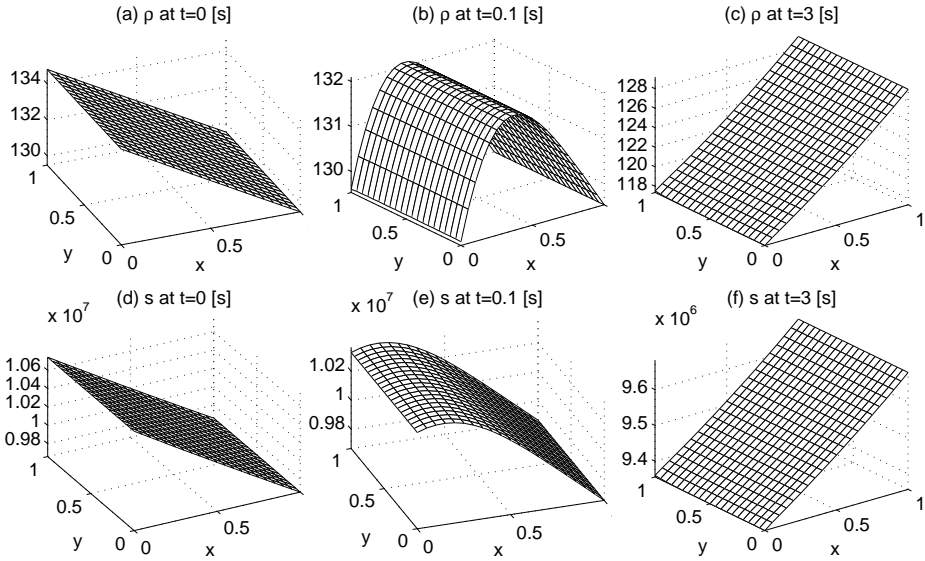 (a) ρ at t=0 [s]
134
132
130
1
0.5
y
0
0
0.5
x
(b) ρ at t=0.1 [s]
132
131
130
1
0.5
y
0
0
0.5
x
(c) ρ at t=3 [s]
128
126
124
122
120
118
1
0.5
y
0
0
0.5
x
1
(d) s at t=0 [s]
x 10^7
1.06
1.04
1.02
1
0.98
1
0.5
y
0
0
0.5
x
(e) s at t=0.1 [s]
x 10^7
1.02
1
0.98
1
0.5
y
0
0
0.5
x
(f) s at t=3 [s]
x 10^6
9.6
9.5
9.4
1
0.5
y
0
0
0.5
x
1